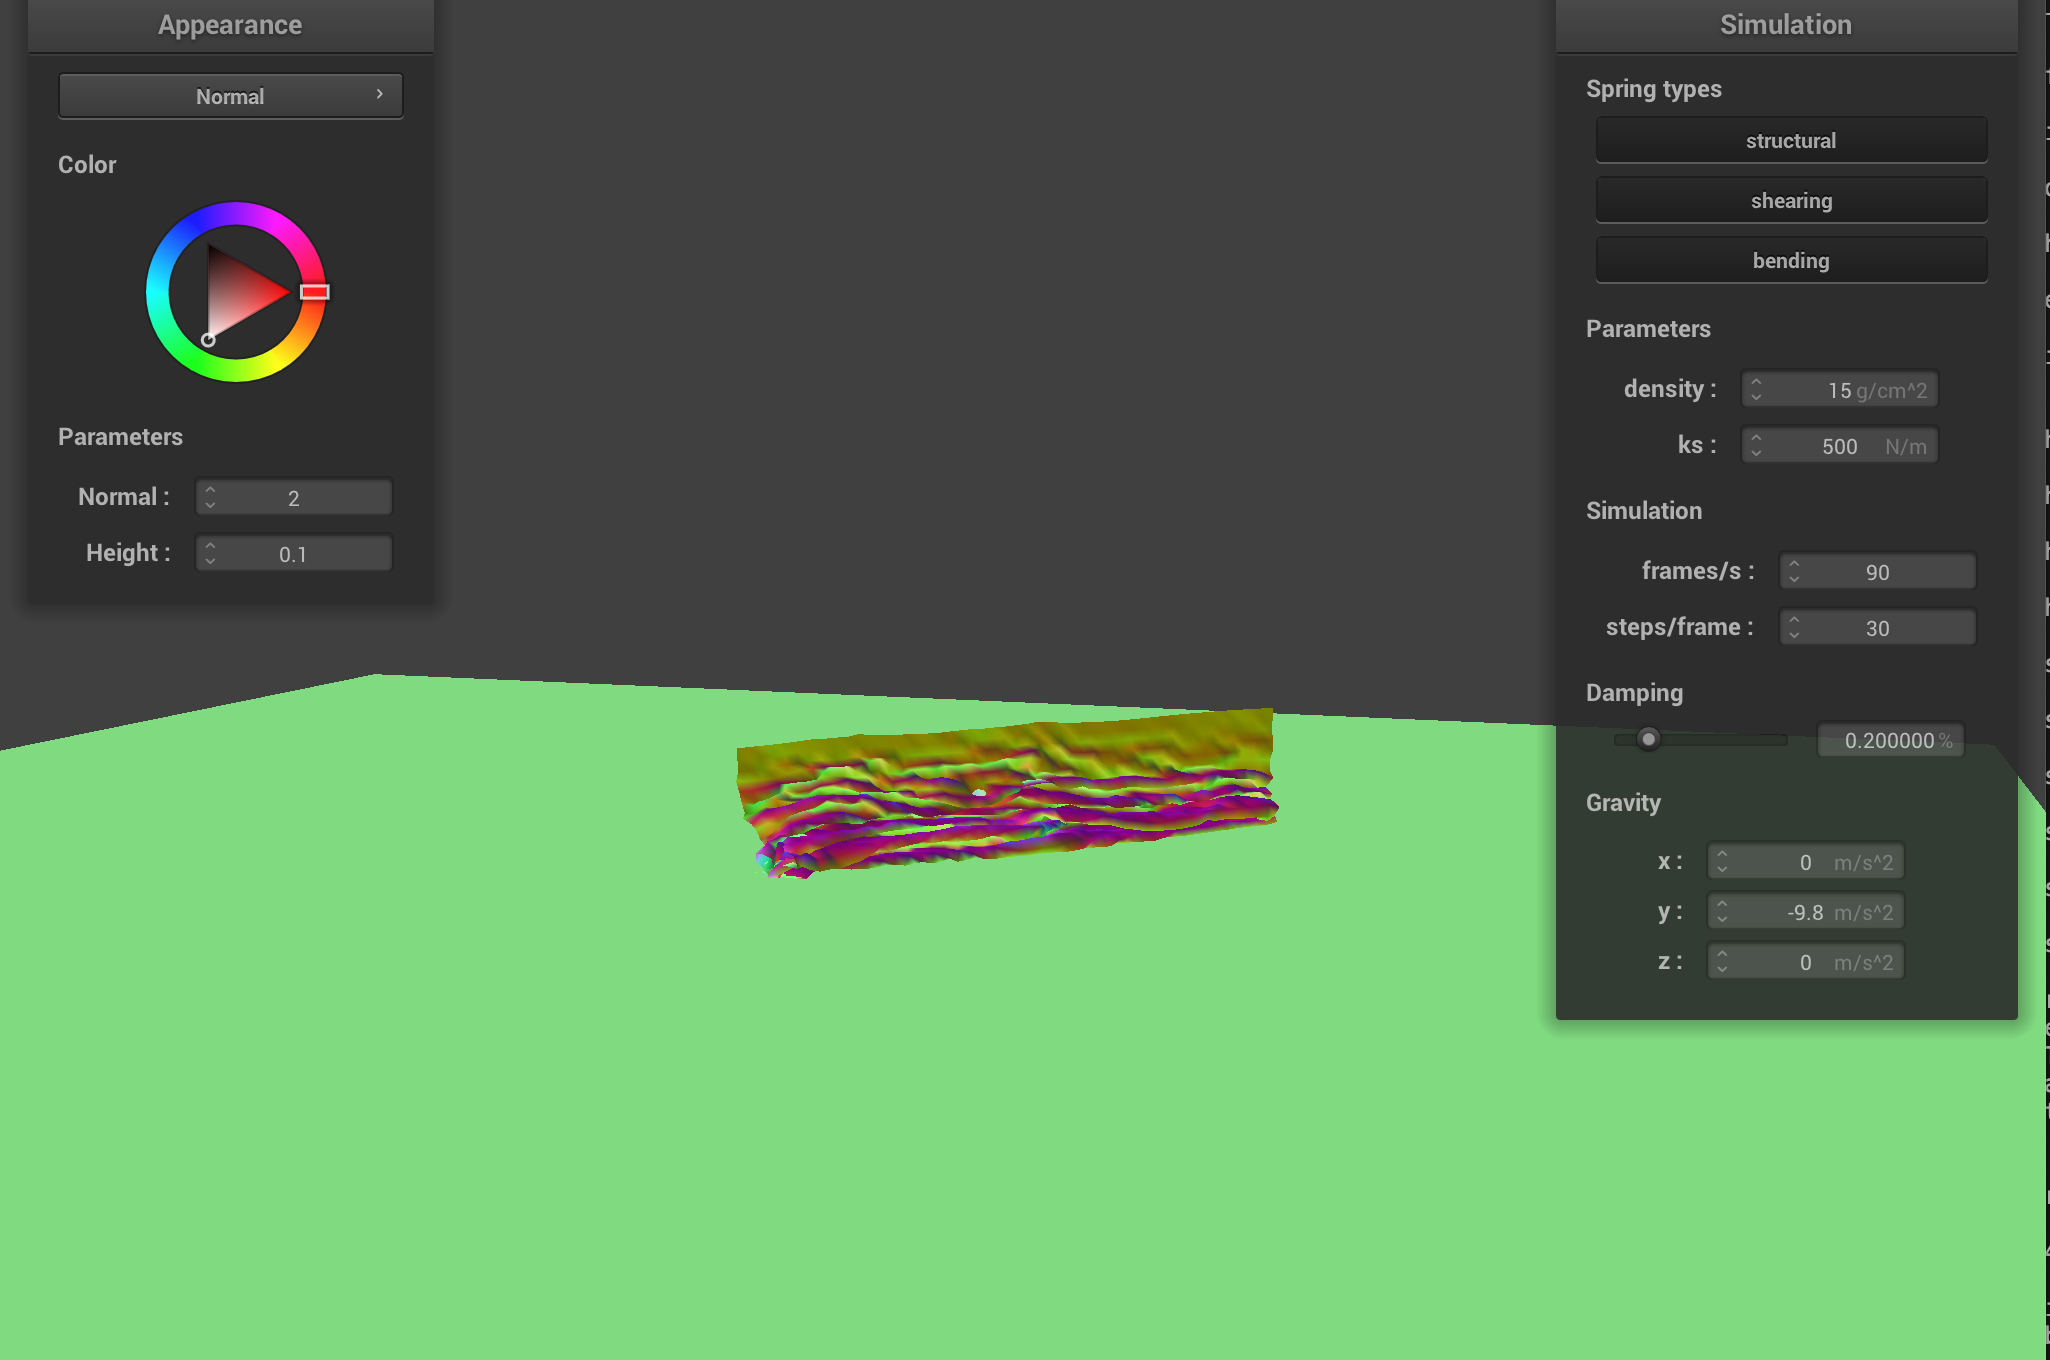 Appearance
Normal
Color
Parameters
Normal :
2
Height :
0.1
Simulation
Spring types
structural
shearing
bending
Parameters
density :
15 g/cm^2
ks :
500 N/m
Simulation
frames/s :
90
steps/frame :
30
Damping
0.200000 %
Gravity
x :
0 m/s^2
y :
-9.8 m/s^2
z :
0 m/s^2